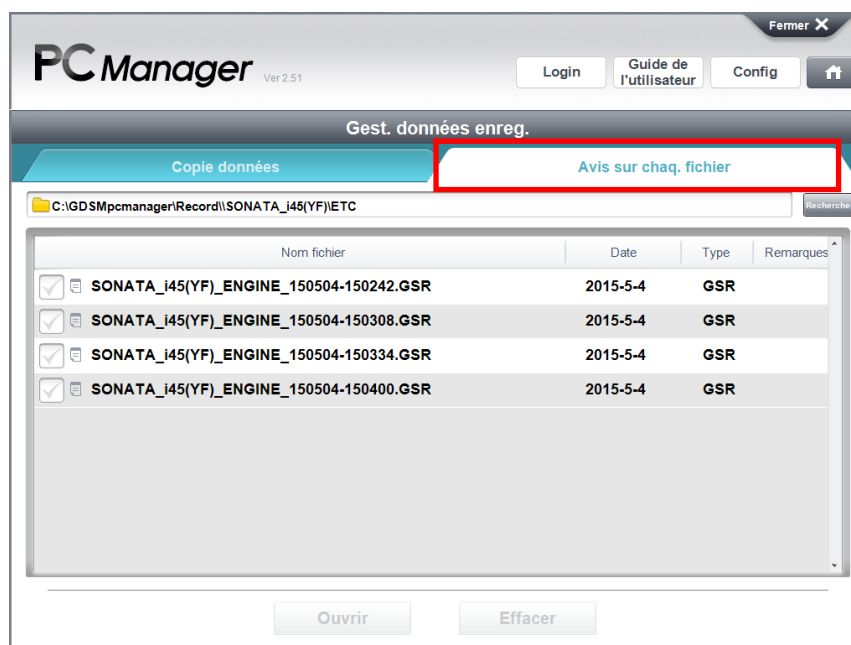 Fermer X
PC Manager Ver 2.51
Login
Guide de
l'utilisateur
Config
Gest. données enreg.
Copie données
Avis sur chaq. fichier
C:\GDSMpcmanager\Record\\SONATA_i45(YF)\ETC
Recherche
Nom fichier Date Type Remarques
SONATA_i45(YF)_ENGINE_150504-150242.GSR 2015-5-4 GSR
SONATA_i45(YF)_ENGINE_150504-150308.GSR 2015-5-4 GSR
SONATA_i45(YF)_ENGINE_150504-150334.GSR 2015-5-4 GSR
SONATA_i45(YF)_ENGINE_150504-150400.GSR 2015-5-4 GSR
Ouvrir
Effacer